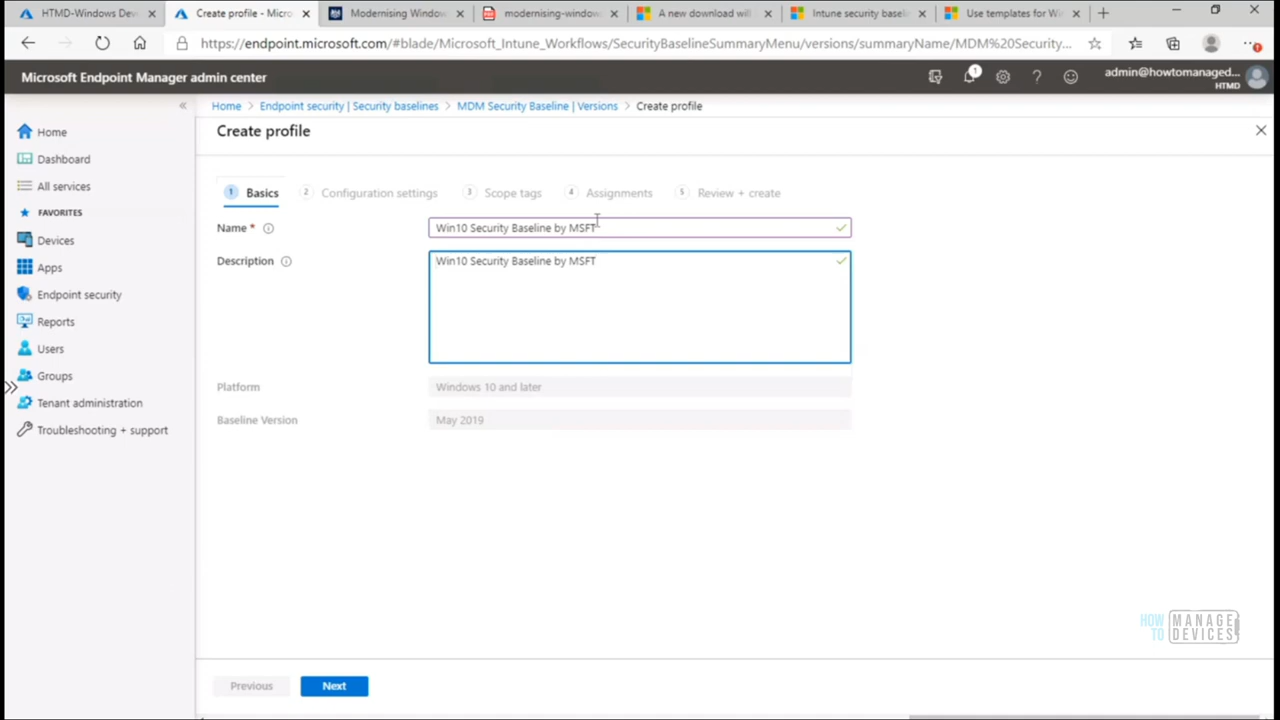 HTMD-Windows Dev
Create profile - Micro
Modernising Window
modernising-window
A new download will
Intune security basel
Use templates for Wi
https://endpoint.microsoft.com/#blade/Microsoft_Intune_Workflows/SecurityBaselineSummaryMenu/versions/summaryName/MDM%20Security...
Microsoft Endpoint Manager admin center
1
admin@howtomanaged...
HTMD
Home > Endpoint security | Security baselines > MDM Security Baseline | Versions > Create profile
Create profile
Home
Dashboard
All services
FAVORITES
Devices
Apps
Endpoint security
Reports
Users
Groups
Tenant administration
Troubleshooting + support
1 Basics 2 Configuration settings 3 Scope tags 4 Assignments 5 Review + create
Name * Win10 Security Baseline by MSFT
Description Win10 Security Baseline by MSFT
Platform Windows 10 and later
Baseline Version May 2019
HOW TO MANAGE DEVICES
Previous Next